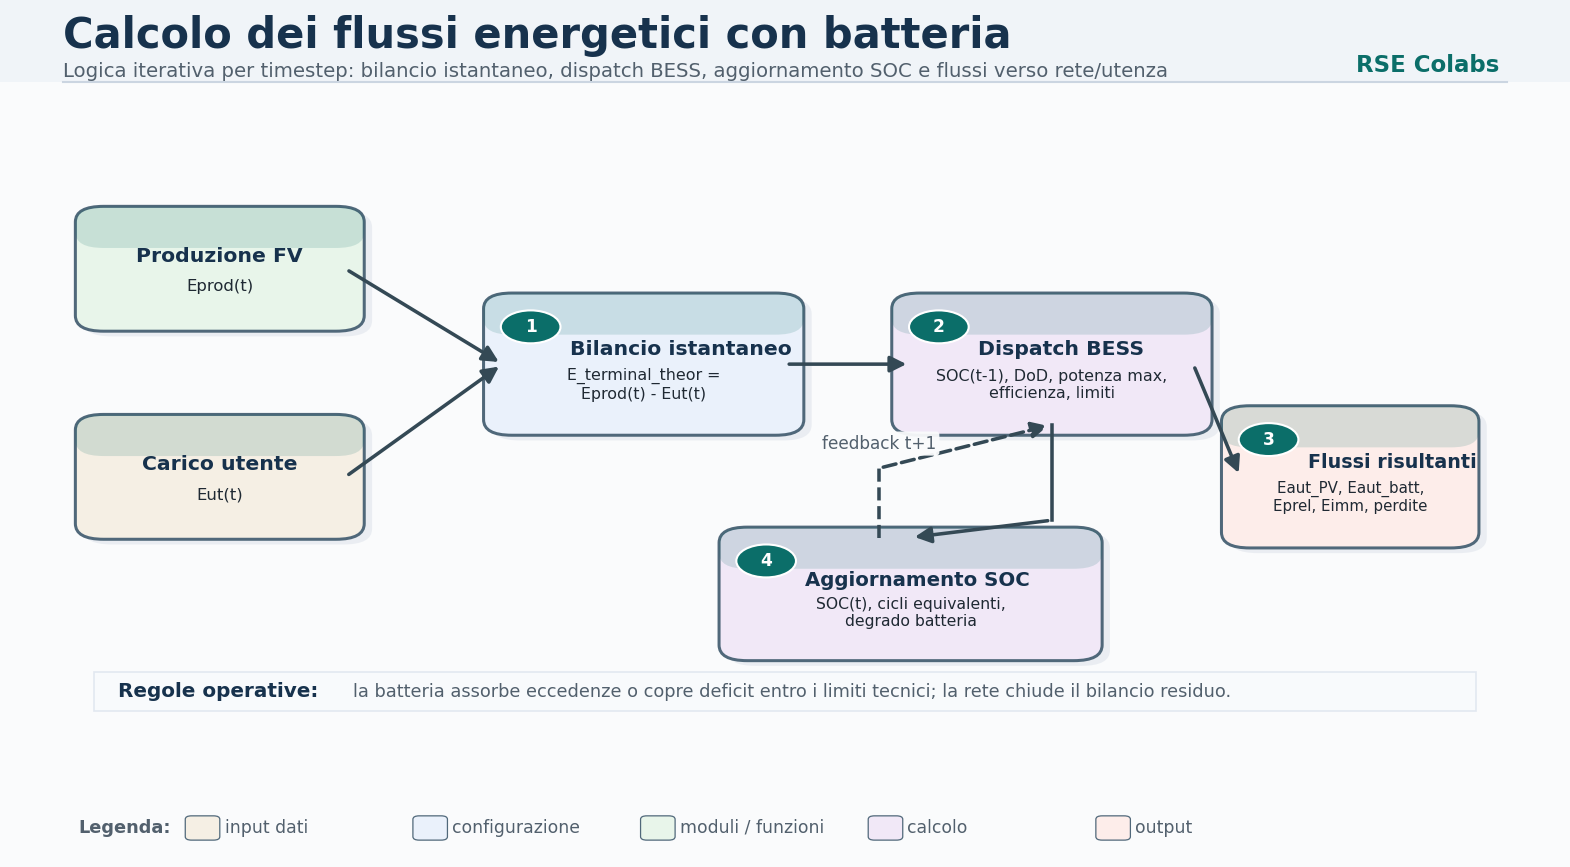 Calcolo dei flussi energetici con batteria
Logica iterativa per timestep: bilancio istantaneo, dispatch BESS, aggiornamento SOC e flussi verso rete/utenza
RSE Colabs
Produzione FV
Eprod(t)
Carico utente
Eut(t)
1
Bilancio istantaneo
E_terminal_theor =
Eprod(t) - Eut(t)
2
Dispatch BESS
SOC(t-1), DoD, potenza max,
efficienza, limiti
feedback t+1
3
Flussi risultanti
Eaut_PV, Eaut_batt,
Eprel, Eimm, perdite
4
Aggiornamento SOC
SOC(t), cicli equivalenti,
degrado batteria
Regole operative: la batteria assorbe eccedenze o copre deficit entro i limiti tecnici; la rete chiude il bilancio residuo.
Legenda: input dati configurazione moduli / funzioni calcolo output